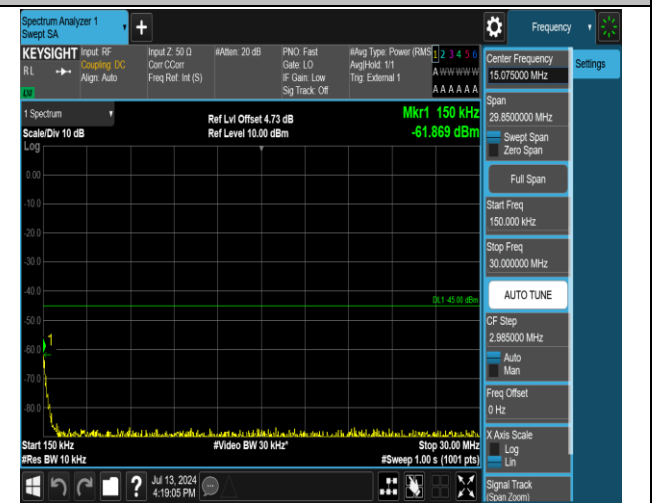 Spectrum Analyzer 1
Swept SA
+
Frequency
KEYSIGHT
RL
LXI
Input: RF
Coupling: DC
Align: Auto
Input Z: 50 Ω
Corr CCorr
Freq Ref: Int (S)
#Atten: 20 dB
PNO: Fast
Gate: LO
IF Gain: Low
Sig Track: Off
#Avg Type: Power (RMS
Avg|Hold: 1/1
Trig: External 1
1 2 3 4 5 6
A W W W W W
A A A A A A
1 Spectrum
Scale/Div 10 dB
Log
Ref Lvl Offset 4.73 dB
Ref Level 10.00 dBm
Mkr1 150 kHz
-61.869 dBm
0.00
-10.0
-20.0
-30.0
-40.0
DL1 -45.00 dBm
-50.0
1
-60.0
-70.0
-80.0
Start 150 kHz
#Res BW 10 kHz
#Video BW 30 kHz*
Stop 30.00 MHz
#Sweep 1.00 s (1001 pts)
Center Frequency
15.075000 MHz
Settings
Span
29.8500000 MHz
Swept Span
Zero Span
Full Span
Start Freq
150.000 kHz
Stop Freq
30.000000 MHz
AUTO TUNE
CF Step
2.985000 MHz
Auto
Man
Freq Offset
0 Hz
X Axis Scale
Log
Lin
Signal Track
(Span Zoom)
?
Jul 13, 2024
4:19:05 PM